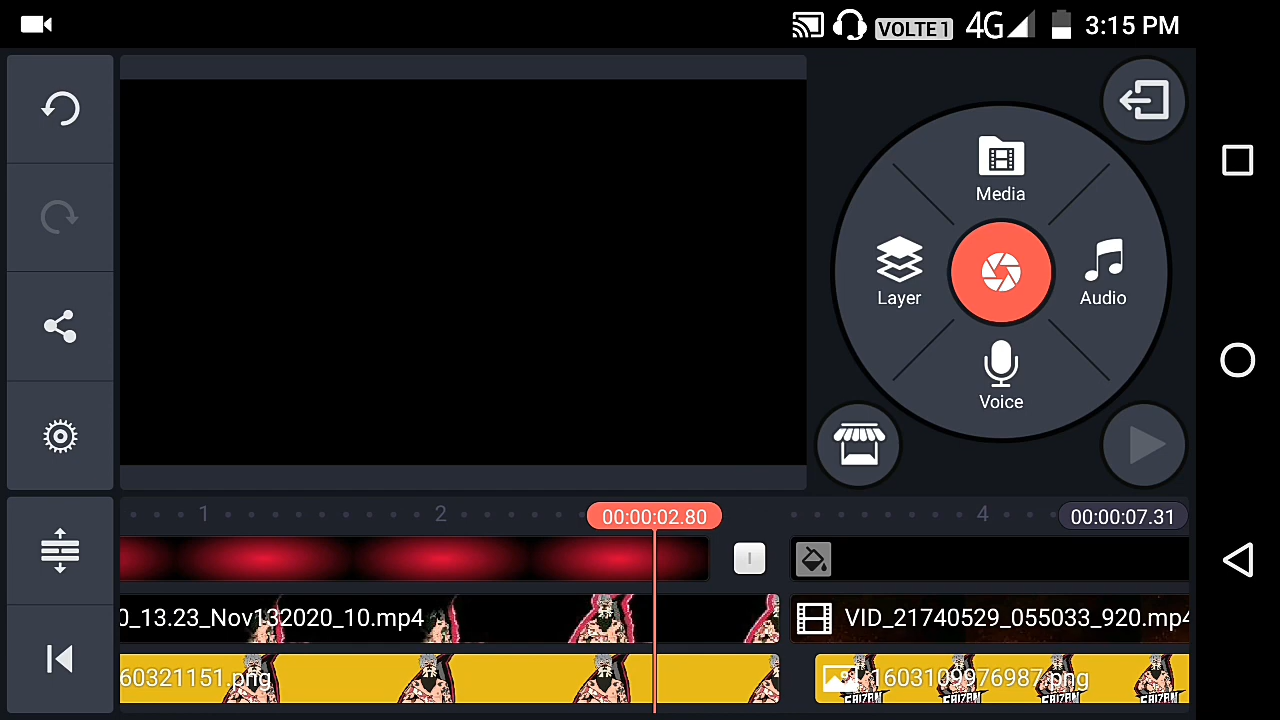 VOLTE 1 4G 3:15 PM
Media
Layer
Audio
Voice
1 2 00:00:02.80 4 00:00:07.31
0_13.23_Nov132020_10.mp4 VID_21740529_055033_920.mp4
60321151.png 1603109976987.png